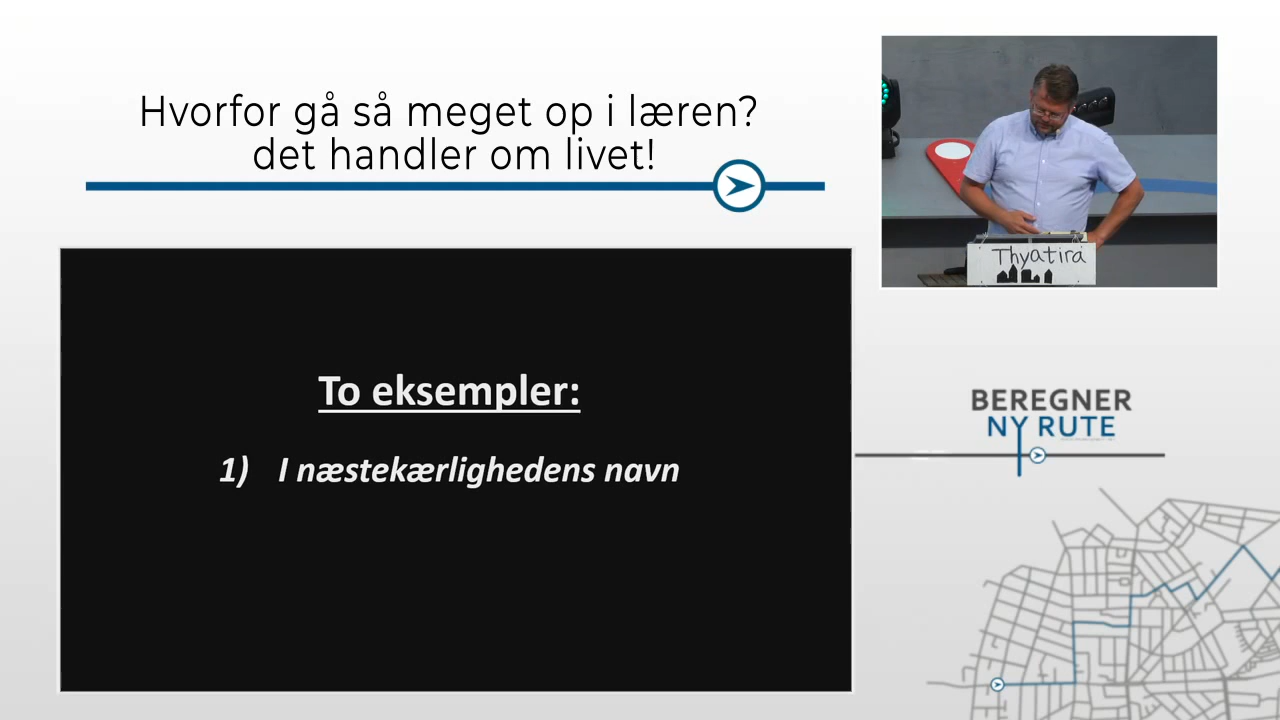 Hvorfor gå så meget op i læren?
det handler om livet!
Thyatira
To eksempler:
1) I næstekærlighedens navn
BEREGNER
NY RUTE